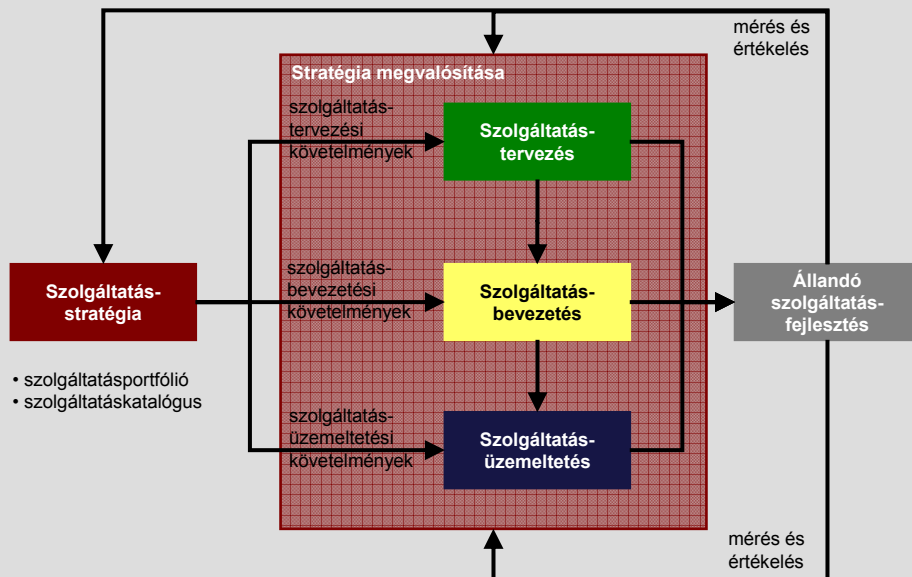 mérés és
értékelés
Stratégia megvalósítása
szolgáltatás-
tervezési
követelmények
Szolgáltatás-
tervezés
Szolgáltatás-
stratégia
szolgáltatás-
bevezetési
követelmények
Szolgáltatás-
bevezetés
Állandó
szolgáltatás-
fejlesztés
• szolgáltatásportfólió
• szolgáltatáskatalógus
szolgáltatás-
üzemeltetési
követelmények
Szolgáltatás-
üzemeltetés
mérés és
értékelés